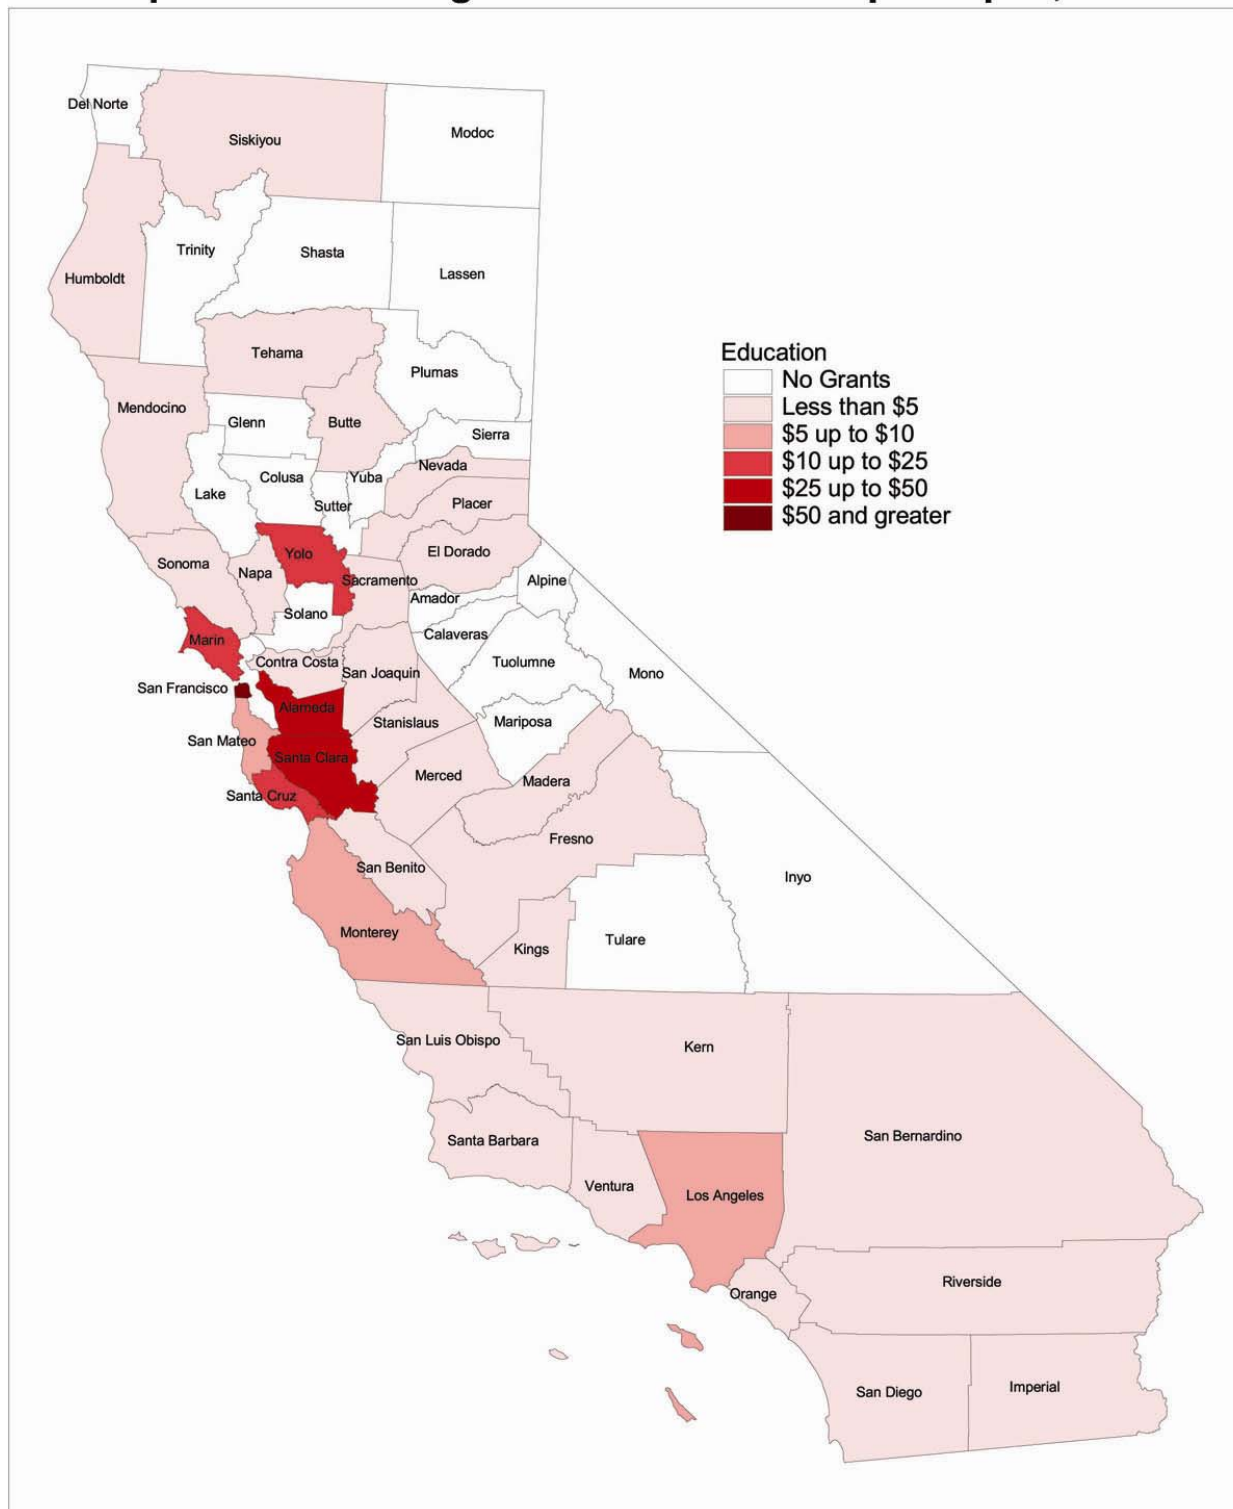 Del Norte
Siskiyou
Modoc
Humboldt
Trinity
Shasta
Lassen
Tehama
Plumas
Mendocino
Glenn
Butte
Sierra
Lake
Colusa
Sutter
Yuba
Nevada
Placer
Sonoma
Napa
Yolo
El Dorado
Sacramento
Alpine
Amador
Solano
Marin
Calaveras
Contra Costa
San Joaquin
Tuolumne
Mono
San Francisco
Alameda
Stanislaus
Mariposa
San Mateo
Santa Clara
Merced
Madera
Santa Cruz
Fresno
San Benito
Inyo
Monterey
Kings
Tulare
San Luis Obispo
Kern
Santa Barbara
San Bernardino
Ventura
Los Angeles
Orange
Riverside
San Diego
Imperial
Education
No Grants
Less than $5
$5 up to $10
$10 up to $25
$25 up to $50
$50 and greater